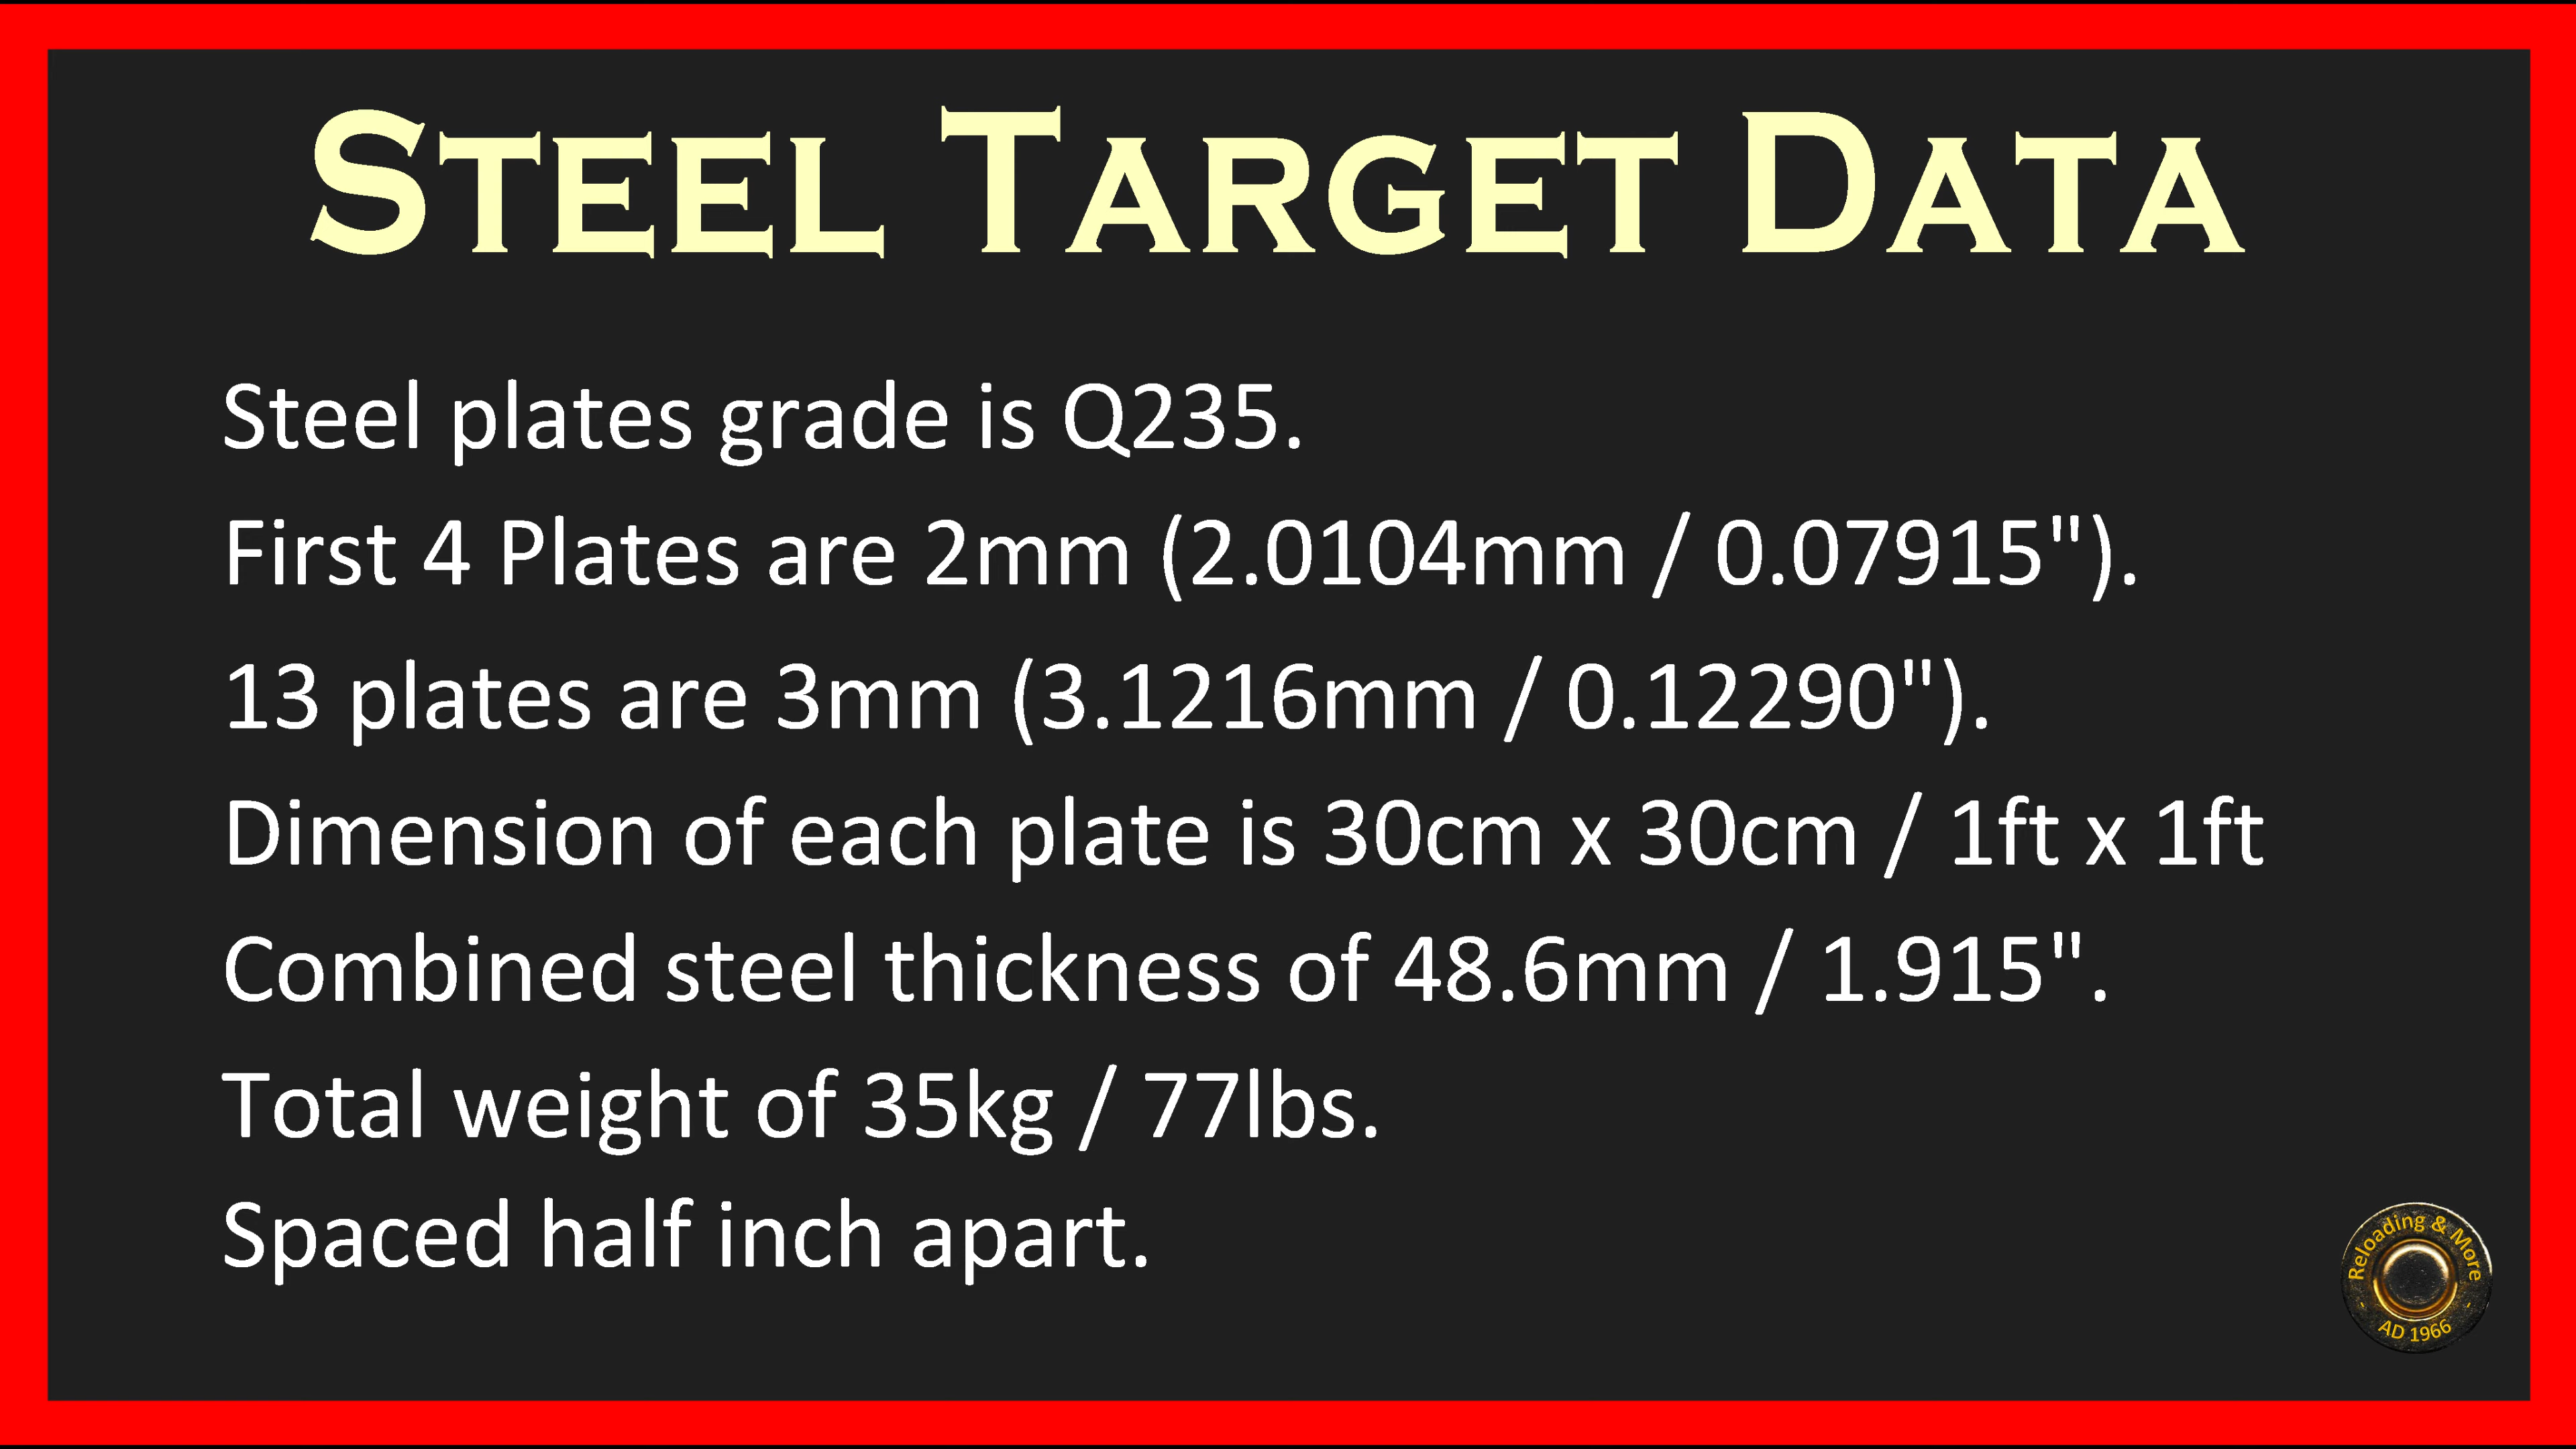 Steel Target Data
Steel plates grade is Q235.
First 4 Plates are 2mm (2.0104mm / 0.07915").
13 plates are 3mm (3.1216mm / 0.12290").
Dimension of each plate is 30cm x 30cm / 1ft x 1ft
Combined steel thickness of 48.6mm / 1.915".
Total weight of 35kg / 77lbs.
Spaced half inch apart.
Reloading & More
- AD 1966 -